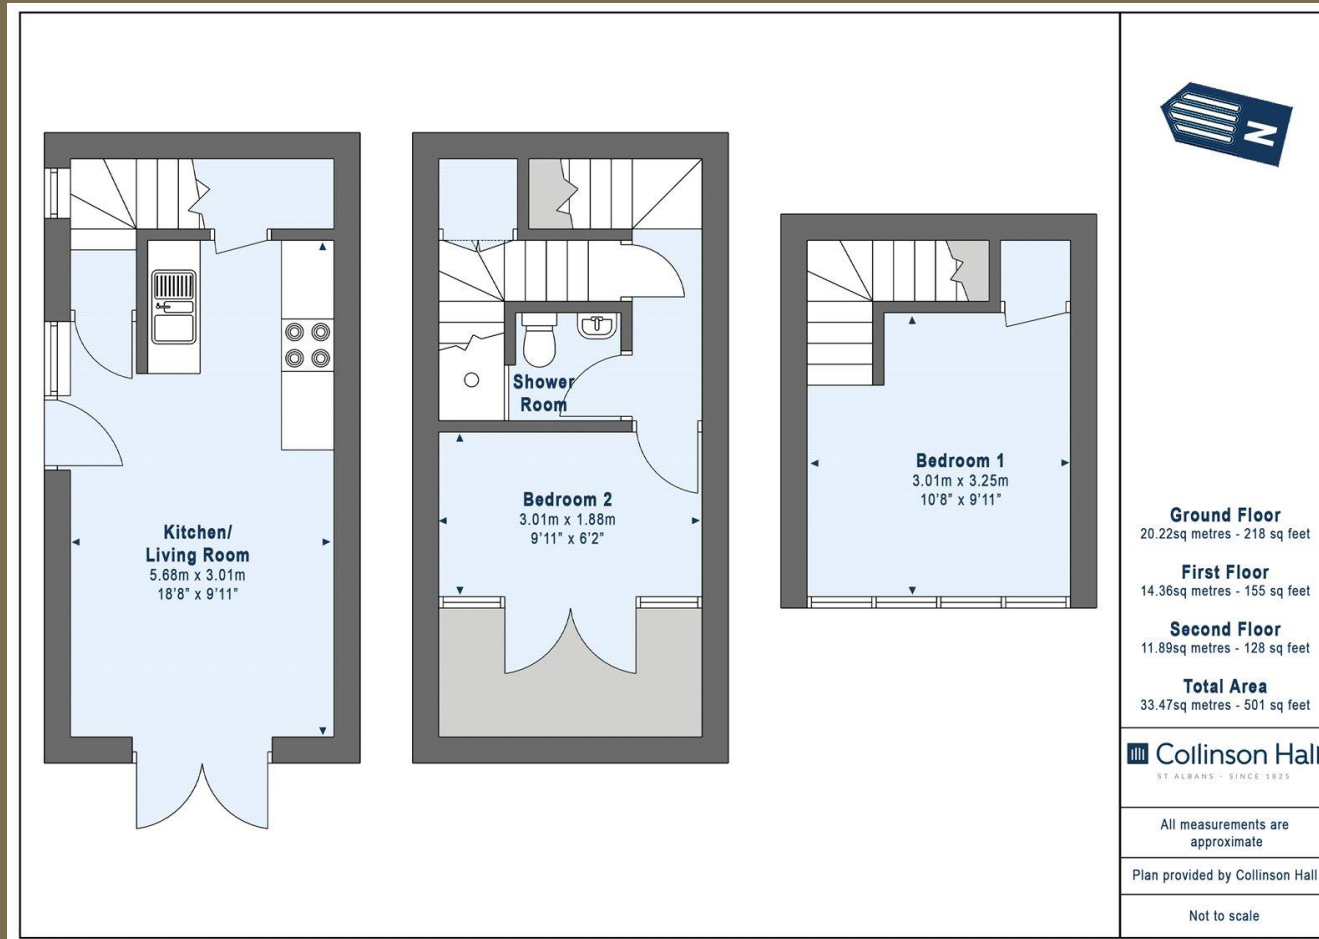 Kitchen/
Living Room
5.68m x 3.01m
18'8" x 9'11"
Shower
Room
Bedroom 2
3.01m x 1.88m
9'11" x 6'2"
Bedroom 1
3.01m x 3.25m
10'8" x 9'11"
N
Ground Floor
20.22sq metres - 218 sq feet
First Floor
14.36sq metres - 155 sq feet
Second Floor
11.89sq metres - 128 sq feet
Total Area
33.47sq metres - 501 sq feet
Collinson Hall
ST ALBANS - SINCE 1825
All measurements are
approximate
Plan provided by Collinson Hall
Not to scale